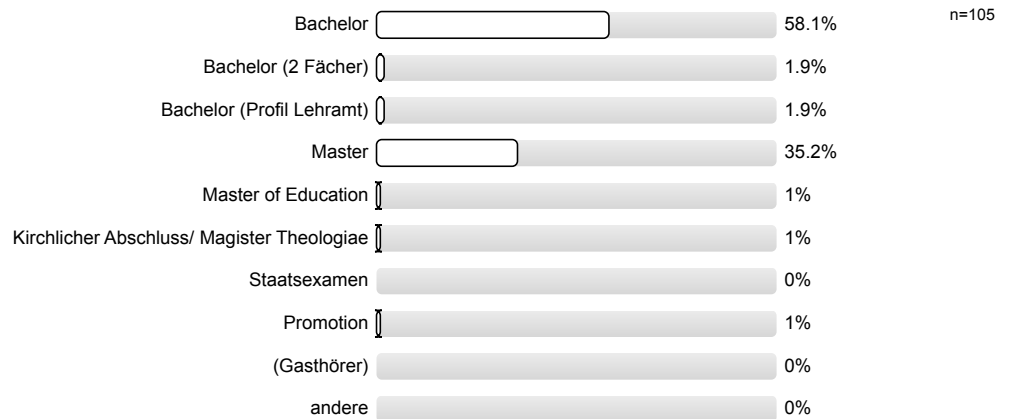 Bachelor 58.1% n=105
Bachelor (2 Fächer) 1.9%
Bachelor (Profil Lehramt) 1.9%
Master 35.2%
Master of Education 1%
Kirchlicher Abschluss/ Magister Theologiae 1%
Staatsexamen 0%
Promotion 1%
(Gasthörer) 0%
andere 0%